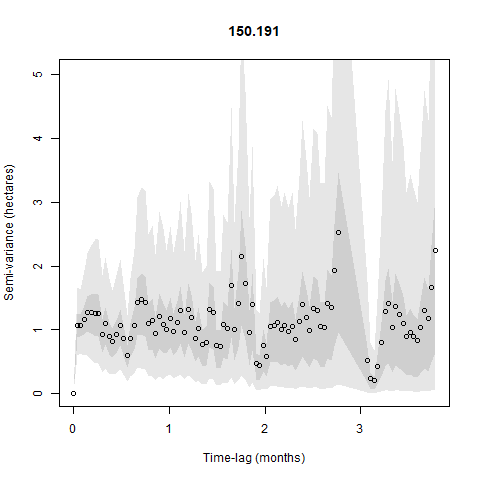 150.191
Semi-variance (hectares)
5
4
3
2
1
0
0 1 2 3
Time-lag (months)